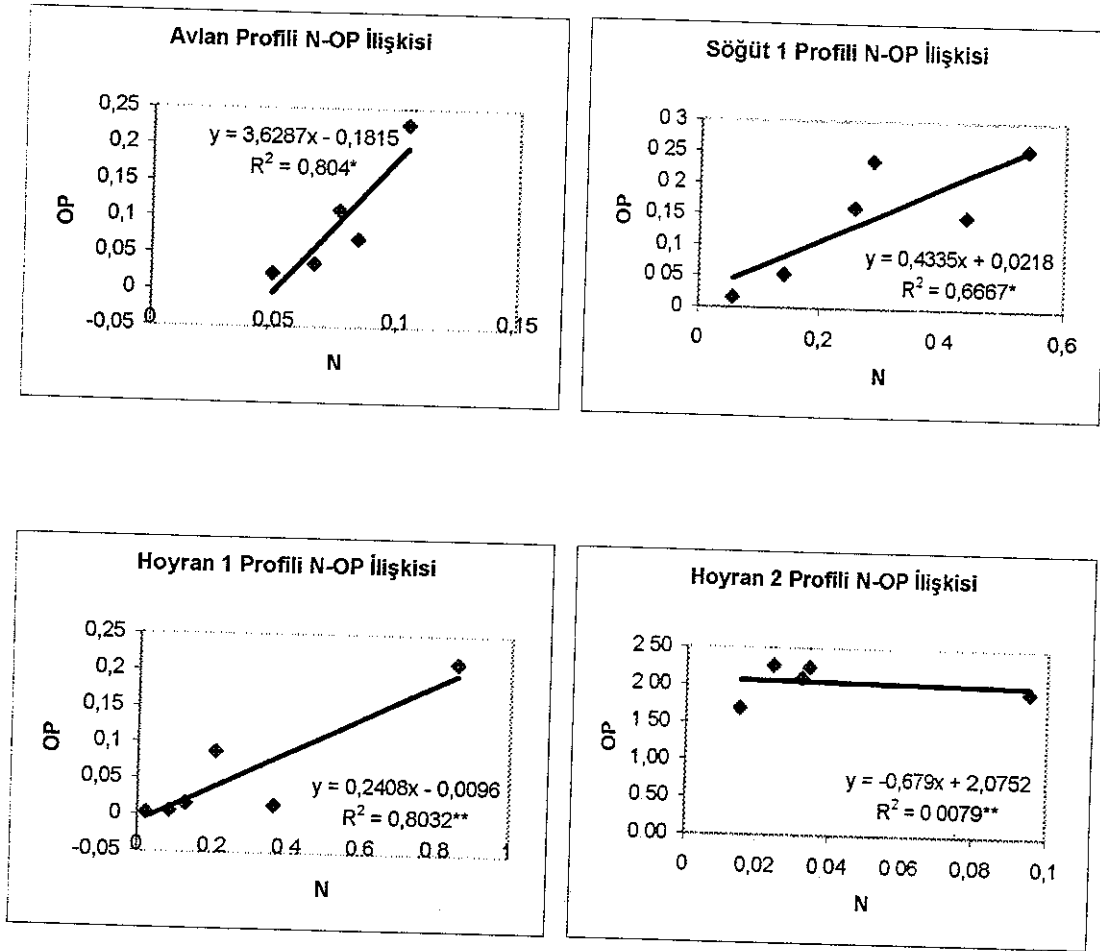 Avlan Profili N-OP İlişkisi
0,25
0,2
0,15
0,1
0,05
0
-0,05
OP
y = 3,6287x - 0,1815
R² = 0,804*
0
0,05
0,1
0,15
N
Söğüt 1 Profili N-OP İlişkisi
0 3
0 25
0 2
0,15
0,1
0 05
0
OP
y = 0,4335x + 0,0218
R² = 0,6667*
0
0,2
0 4
0,6
N
Hoyran 1 Profili N-OP İlişkisi
0,25
0,2
0,15
0,1
0,05
0
-0,05
OP
y = 0,2408x - 0,0096
R² = 0,8032**
0
0 2
0 4
0 6
0 8
1
N
Hoyran 2 Profili N-OP İlişkisi
2 50
2 00
1 50
1,00
0 50
0 00
OP
y = -0,679x + 2,0752
R² = 0 0079**
0
0,02
0 04
0 06
0 08
0,1
N